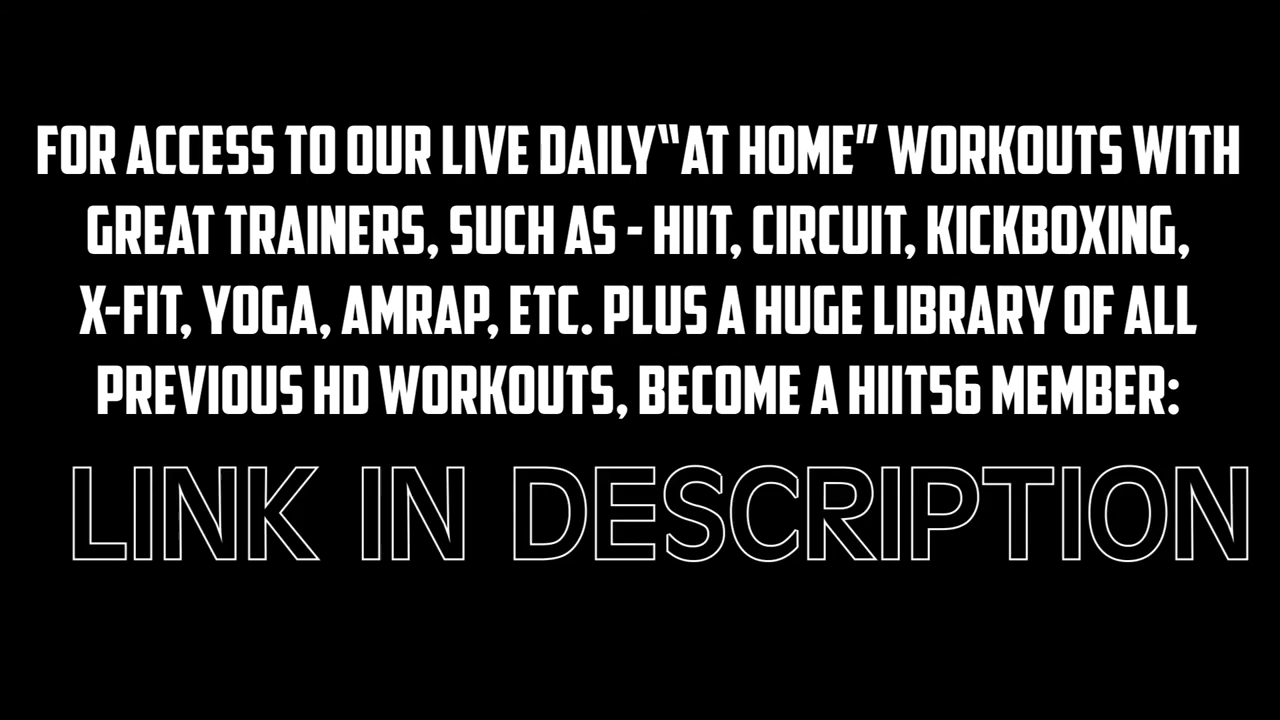 FOR ACCESS TO OUR LIVE DAILY“AT HOME” WORKOUTS WITH
GREAT TRAINERS, SUCH AS - HIIT, CIRCUIT, KICKBOXING,
X-FIT, YOGA, AMRAP, ETC. PLUS A HUGE LIBRARY OF ALL
PREVIOUS HD WORKOUTS, BECOME A HIIT56 MEMBER:
LINK IN DESCRIPTION